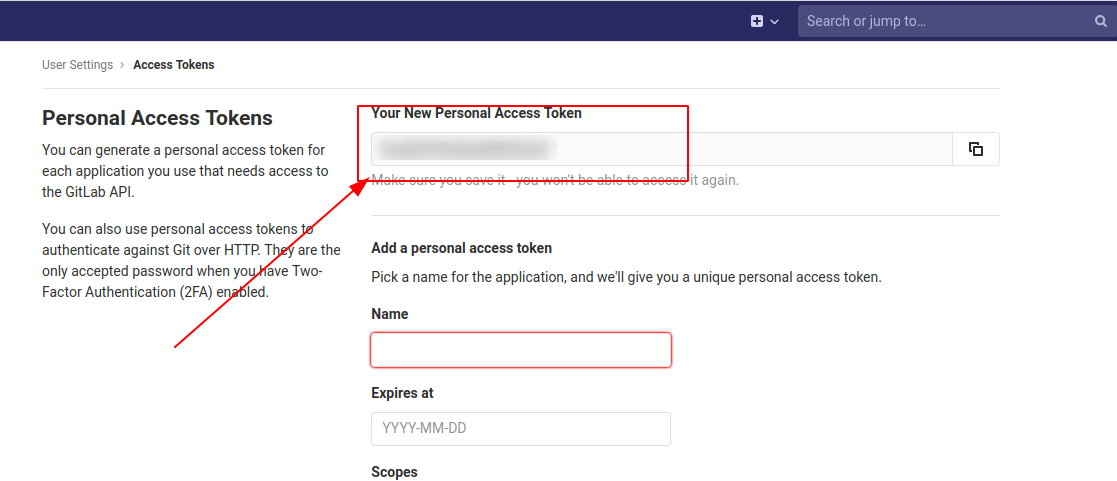 Search or jump to...
User Settings > Access Tokens
Personal Access Tokens
You can generate a personal access token for
each application you use that needs access to
the GitLab API.
You can also use personal access tokens to
authenticate against Git over HTTP. They are the
only accepted password when you have Two-
Factor Authentication (2FA) enabled.
Your New Personal Access Token
Make sure you save it - you won't be able to access it again.
Add a personal access token
Pick a name for the application, and we'll give you a unique personal access token.
Name
Expires at
YYYY-MM-DD
Scopes